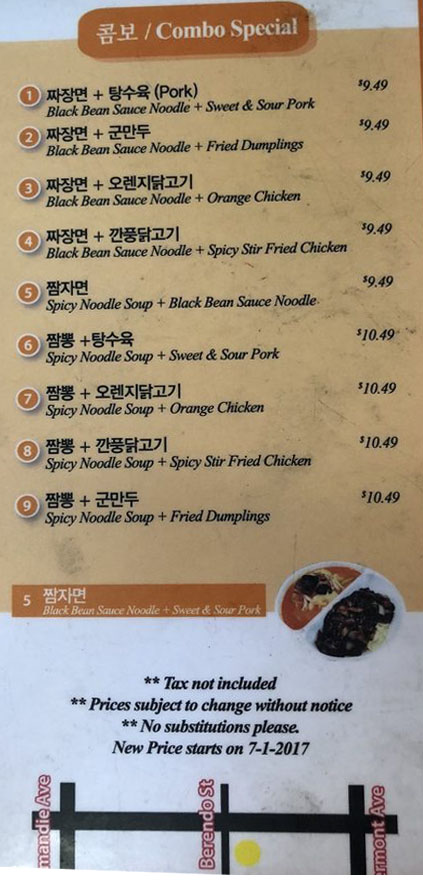 콤보 / Combo Special
1 짜장면 + 탕수육 (Pork) $9.49
Black Bean Sauce Noodle + Sweet & Sour Pork
2 짜장면 + 군만두 $9.49
Black Bean Sauce Noodle + Fried Dumplings
3 짜장면 + 오렌지닭고기 $9.49
Black Bean Sauce Noodle + Orange Chicken
4 짜장면 + 깐풍닭고기 $9.49
Black Bean Sauce Noodle + Spicy Stir Fried Chicken
5 짬자면 $9.49
Spicy Noodle Soup + Black Bean Sauce Noodle
6 짬뽕 +탕수육 $10.49
Spicy Noodle Soup + Sweet & Sour Pork
7 짬뽕 + 오렌지닭고기 $10.49
Spicy Noodle Soup + Orange Chicken
8 짬뽕 + 깐풍닭고기 $10.49
Spicy Noodle Soup + Spicy Stir Fried Chicken
9 짬뽕 + 군만두 $10.49
Spicy Noodle Soup + Fried Dumplings
5 짬자면
Black Bean Sauce Noodle + Sweet & Sour Pork
** Tax not included
** Prices subject to change without notice
** No substitutions please.
New Price starts on 7-1-2017
mandie Ave
Berendo St
ermont Ave